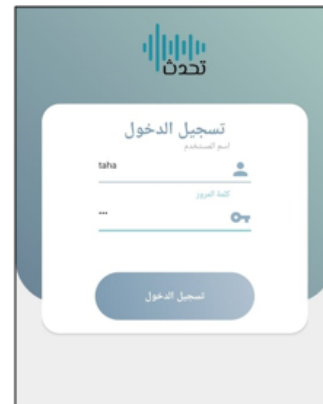 تحدث
تسجيل الدخول
اسم المستخدم
taha
كلمة المرور
•••
تسجيل الدخول